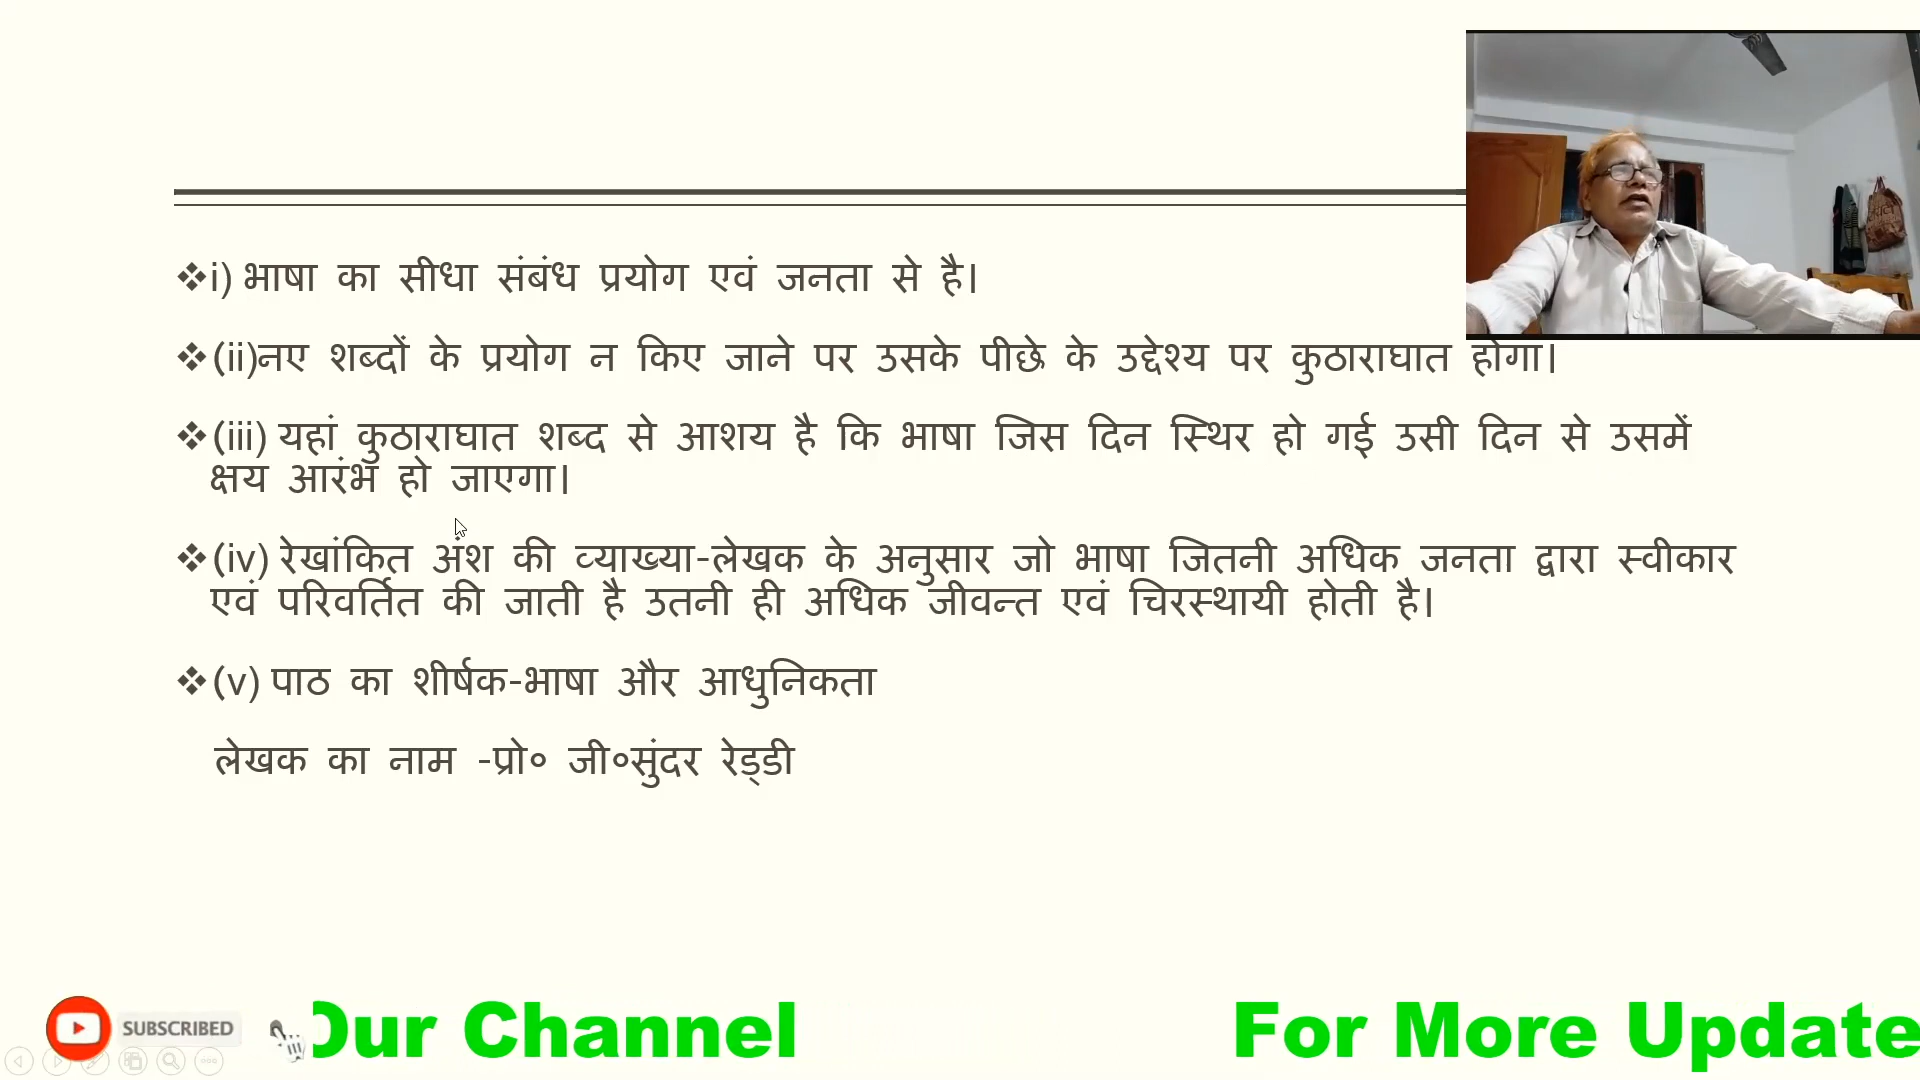 ❖i) भाषा का सीधा संबंध प्रयोग एवं जनता से है।
❖(ii)नए शब्दों के प्रयोग न किए जाने पर उसके पीछे के उद्देश्य पर कुठाराघात होगा।
❖(iii) यहां कुठाराघात शब्द से आशय है कि भाषा जिस दिन स्थिर हो गई उसी दिन से उसमें
क्षय आरंभ हो जाएगा।
❖(iv) रेखांकित अंश की व्याख्या-लेखक के अनुसार जो भाषा जितनी अधिक जनता द्वारा स्वीकार
एवं परिवर्तित की जाती है उतनी ही अधिक जीवन्त एवं चिरस्थायी होती है।
❖(v) पाठ का शीर्षक-भाषा और आधुनिकता
लेखक का नाम -प्रो० जी०सुंदर रेड्डी
SUBSCRIBED
Our Channel For More Update